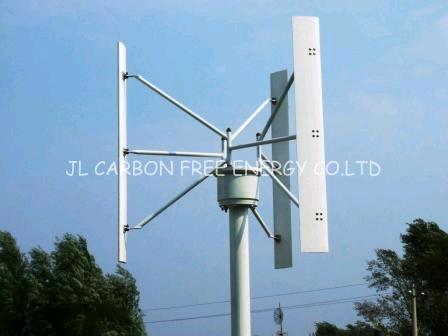 JL CARBON FREE ENERGY CO.LTD